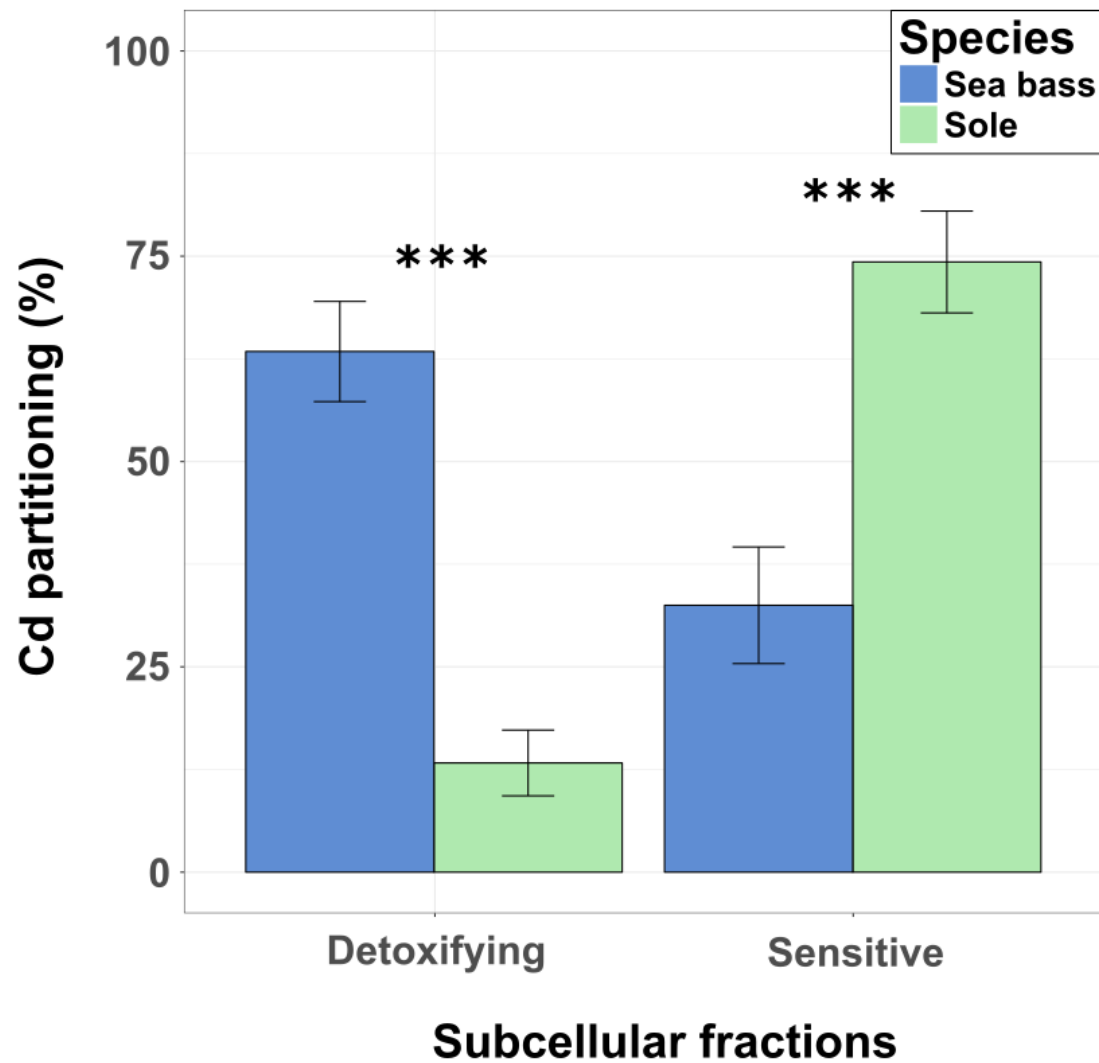 Species
Sea bass
Sole
Cd partitioning (%)
100
75
50
25
0
***
***
Detoxifying
Sensitive
Subcellular fractions